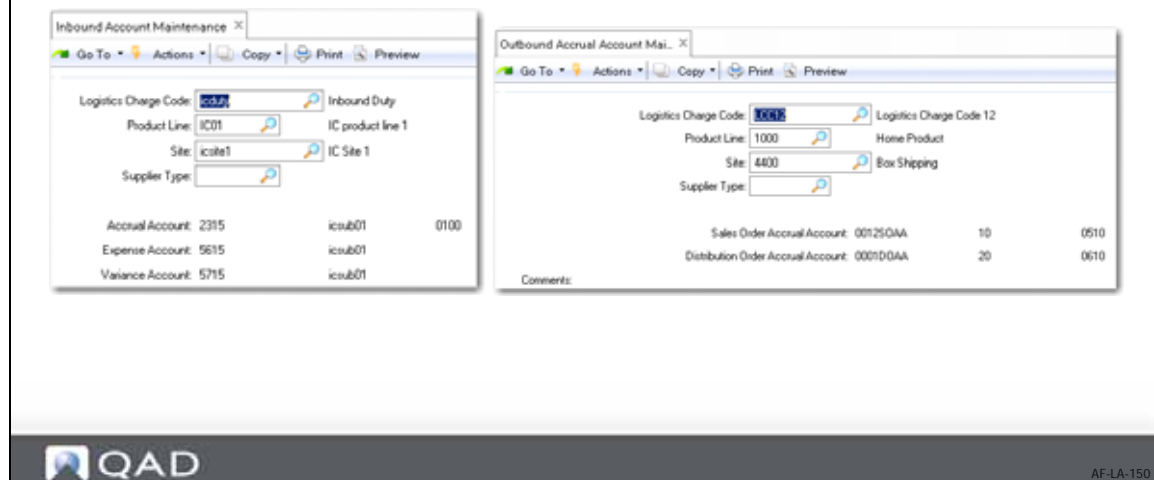 Inbound Account Maintenance
Go To Actions Copy Print Preview
Logistics Charge Code: icduty Inbound Duty
Product Line: IC01 IC product line 1
Site: icsite1 IC Site 1
Supplier Type:
Accrual Account: 2315 icsub01 0100
Expense Account: 5615 icsub01
Variance Account: 5715 icsub01
Outbound Accrual Account Mai...
Go To Actions Copy Print Preview
Logistics Charge Code: LCC12 Logistics Charge Code 12
Product Line: 1000 Home Product
Site: 4400 Box Shipping
Supplier Type:
Sales Order Accrual Account: 0012SOAA 10 0510
Distribution Order Accrual Account: 0001DOAA 20 0610
Comments:
QAD
AF-LA-150